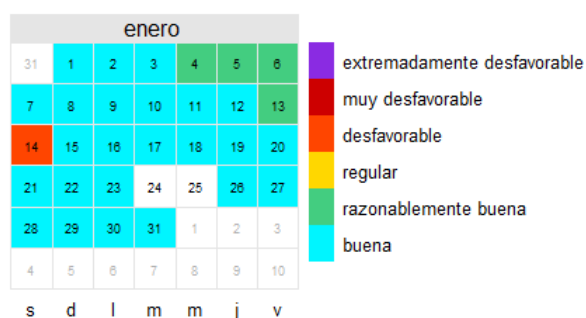 enero
31 1 2 3 4 5 6
7 8 9 10 11 12 13
14 15 16 17 18 19 20
21 22 23 24 25 26 27
28 29 30 31 1 2 3
4 5 6 7 8 9 10
s d l m m j v
extremadamente desfavorable
muy desfavorable
desfavorable
regular
razonablemente buena
buena